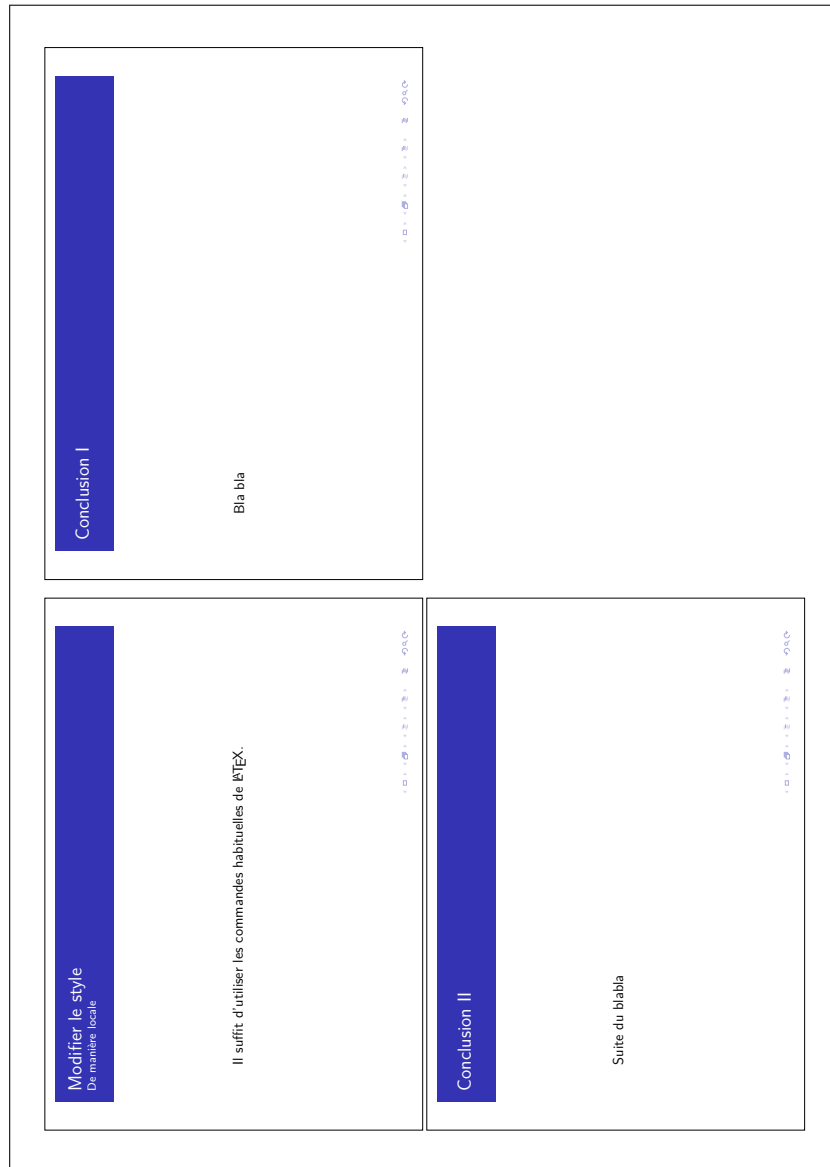 Modifier le style
De manière locale
Il suffit d'utiliser les commandes habituelles de LATEX.
Conclusion I
Bla bla
Conclusion II
Suite du blabla